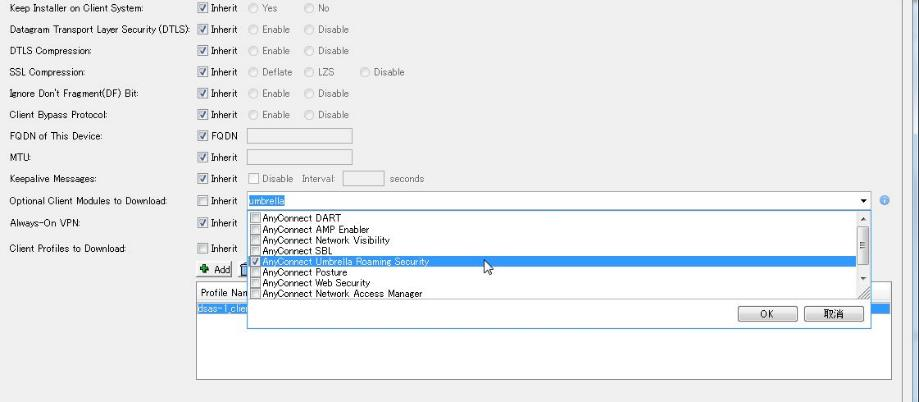 Keep Installer on Client System: Inherit Yes No
Datagram Transport Layer Security (DTLS): Inherit Enable Disable
DTLS Compression: Inherit Enable Disable
SSL Compression: Inherit Deflate LZS Disable
Ignore Don't Fragment(DF) Bit: Inherit Enable Disable
Client Bypass Protocol: Inherit Enable Disable
FQDN of This Device: FQDN
MTU: Inherit
Keepalive Messages: Inherit Disable Interval: seconds
Optional Client Modules to Download: Inherit umbrella
Always-On VPN: Inherit
AnyConnect DART
AnyConnect AMP Enabler
AnyConnect Network Visibility
AnyConnect SBL
AnyConnect Umbrella Roaming Security
AnyConnect Posture
AnyConnect Web Security
AnyConnect Network Access Manager
OK 取消
Client Profiles to Download: Inherit
Add
Profile Nam
dsas-1_clie